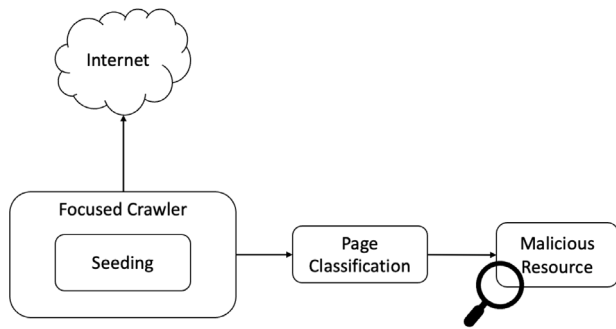 Internet
Focused Crawler
Seeding
Page
Classification
Malicious
Resource